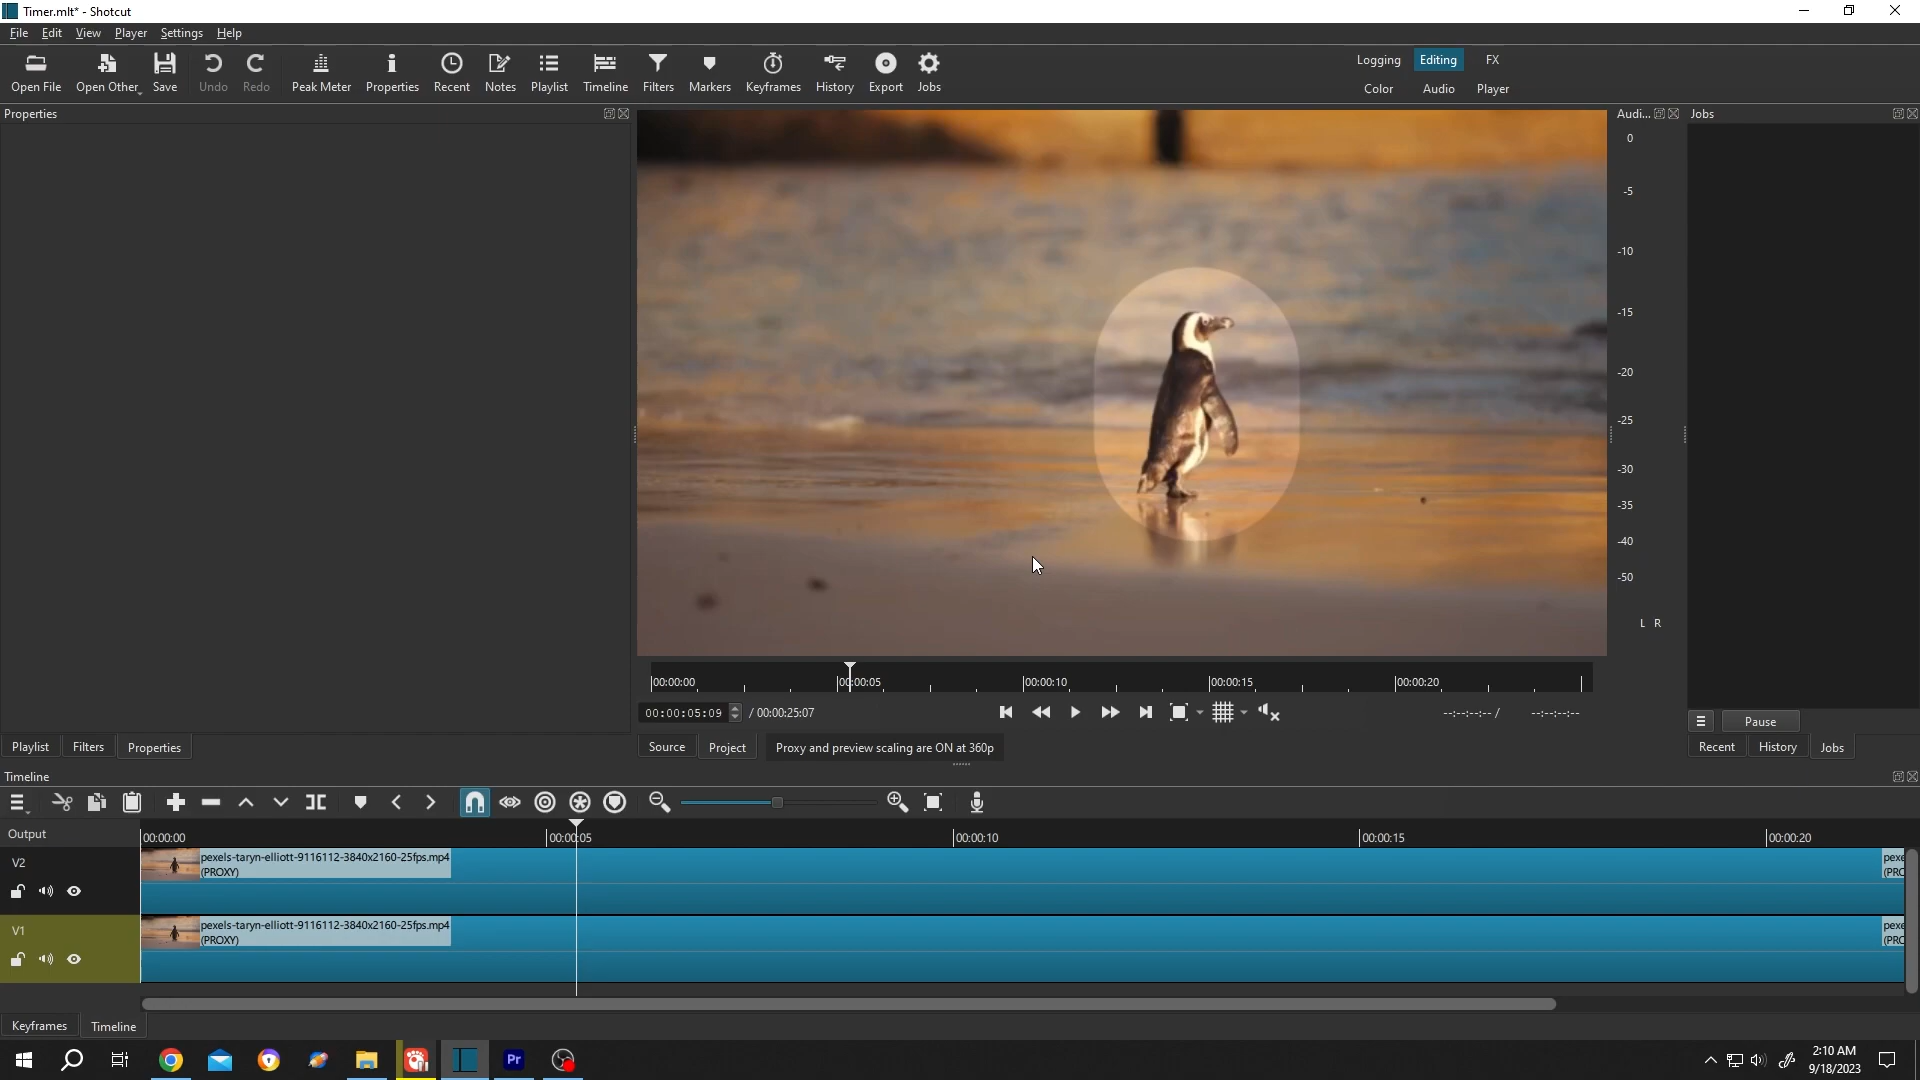 Timer.mlt* - Shotcut
File Edit View Player Settings Help
Open File Open Other Save Undo Redo Peak Meter Properties Recent Notes Playlist Timeline Filters Markers Keyframes History Export Jobs
Logging Editing FX
Color Audio Player
Properties
Audi...
Jobs
0
-5
-10
-15
-20
-25
-30
-35
-40
-50
L R
00:00:00 00:00:05 00:00:10 00:00:15 00:00:20
00:00:05:09 / 00:00:25:07
--:--:--:-- / --:--:--:--
Pause
Playlist Filters Properties
Source Project Proxy and preview scaling are ON at 360p
Recent History Jobs
Timeline
Output
00:00:00 00:00:05 00:00:10 00:00:15 00:00:20
V2
pexels-taryn-elliott-9116112-3840x2160-25fps.mp4
(PROXY)
pexe
(PRC
V1
pexels-taryn-elliott-9116112-3840x2160-25fps.mp4
(PROXY)
pexe
(PRC
Keyframes Timeline
Pr
2:10 AM
9/18/2023